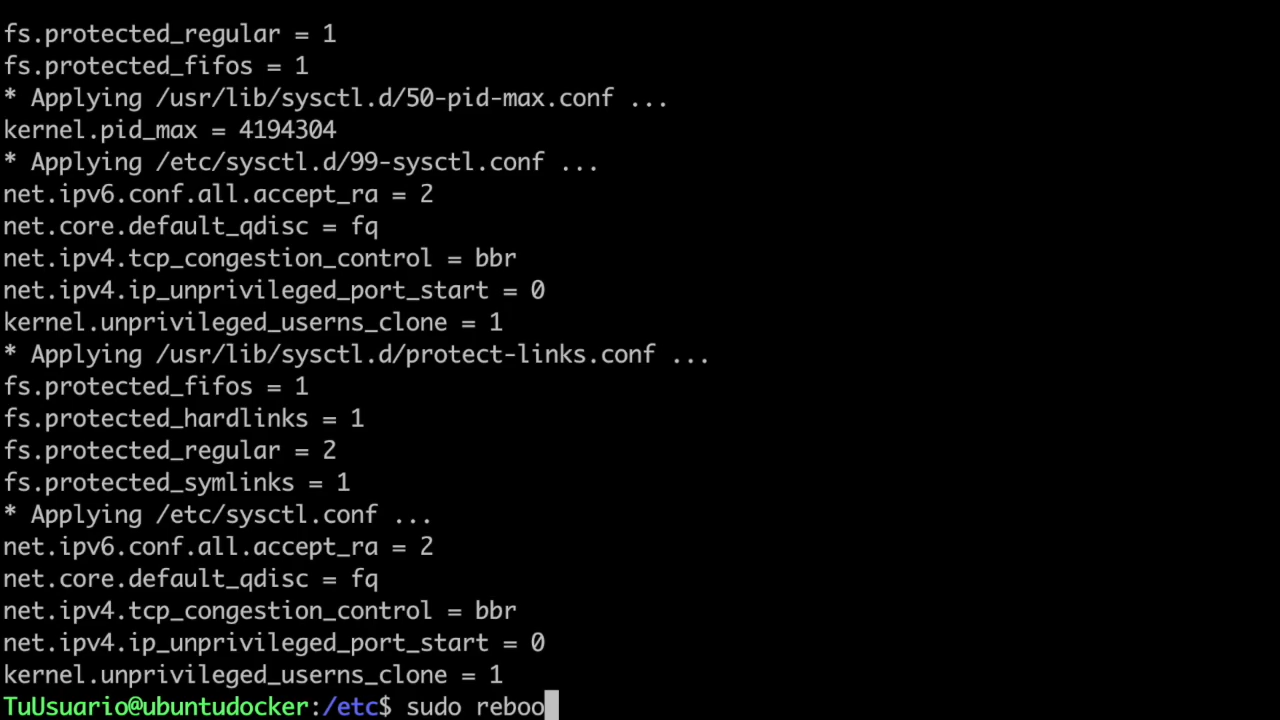 fs.protected_regular = 1
fs.protected_fifos = 1
* Applying /usr/lib/sysctl.d/50-pid-max.conf ...
kernel.pid_max = 4194304
* Applying /etc/sysctl.d/99-sysctl.conf ...
net.ipv6.conf.all.accept_ra = 2
net.core.default_qdisc = fq
net.ipv4.tcp_congestion_control = bbr
net.ipv4.ip_unprivileged_port_start = 0
kernel.unprivileged_userns_clone = 1
* Applying /usr/lib/sysctl.d/protect-links.conf ...
fs.protected_fifos = 1
fs.protected_hardlinks = 1
fs.protected_regular = 2
fs.protected_symlinks = 1
* Applying /etc/sysctl.conf ...
net.ipv6.conf.all.accept_ra = 2
net.core.default_qdisc = fq
net.ipv4.tcp_congestion_control = bbr
net.ipv4.ip_unprivileged_port_start = 0
kernel.unprivileged_userns_clone = 1
TuUsuario@ubuntudocker:/etc$ sudo reboo